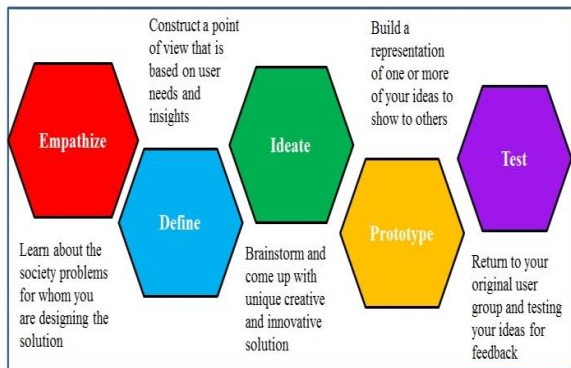 Empathize
Learn about the
society problems
for whom you
are designing the
solution
Construct a point
of view that is
based on user
needs and
insights
Define
Ideate
Brainstorm and
come up with
unique creative
and innovative
solution
Build a
representation
of one or more
of your ideas to
show to others
Prototype
Test
Return to your
original user
group and testing
your ideas for
feedback